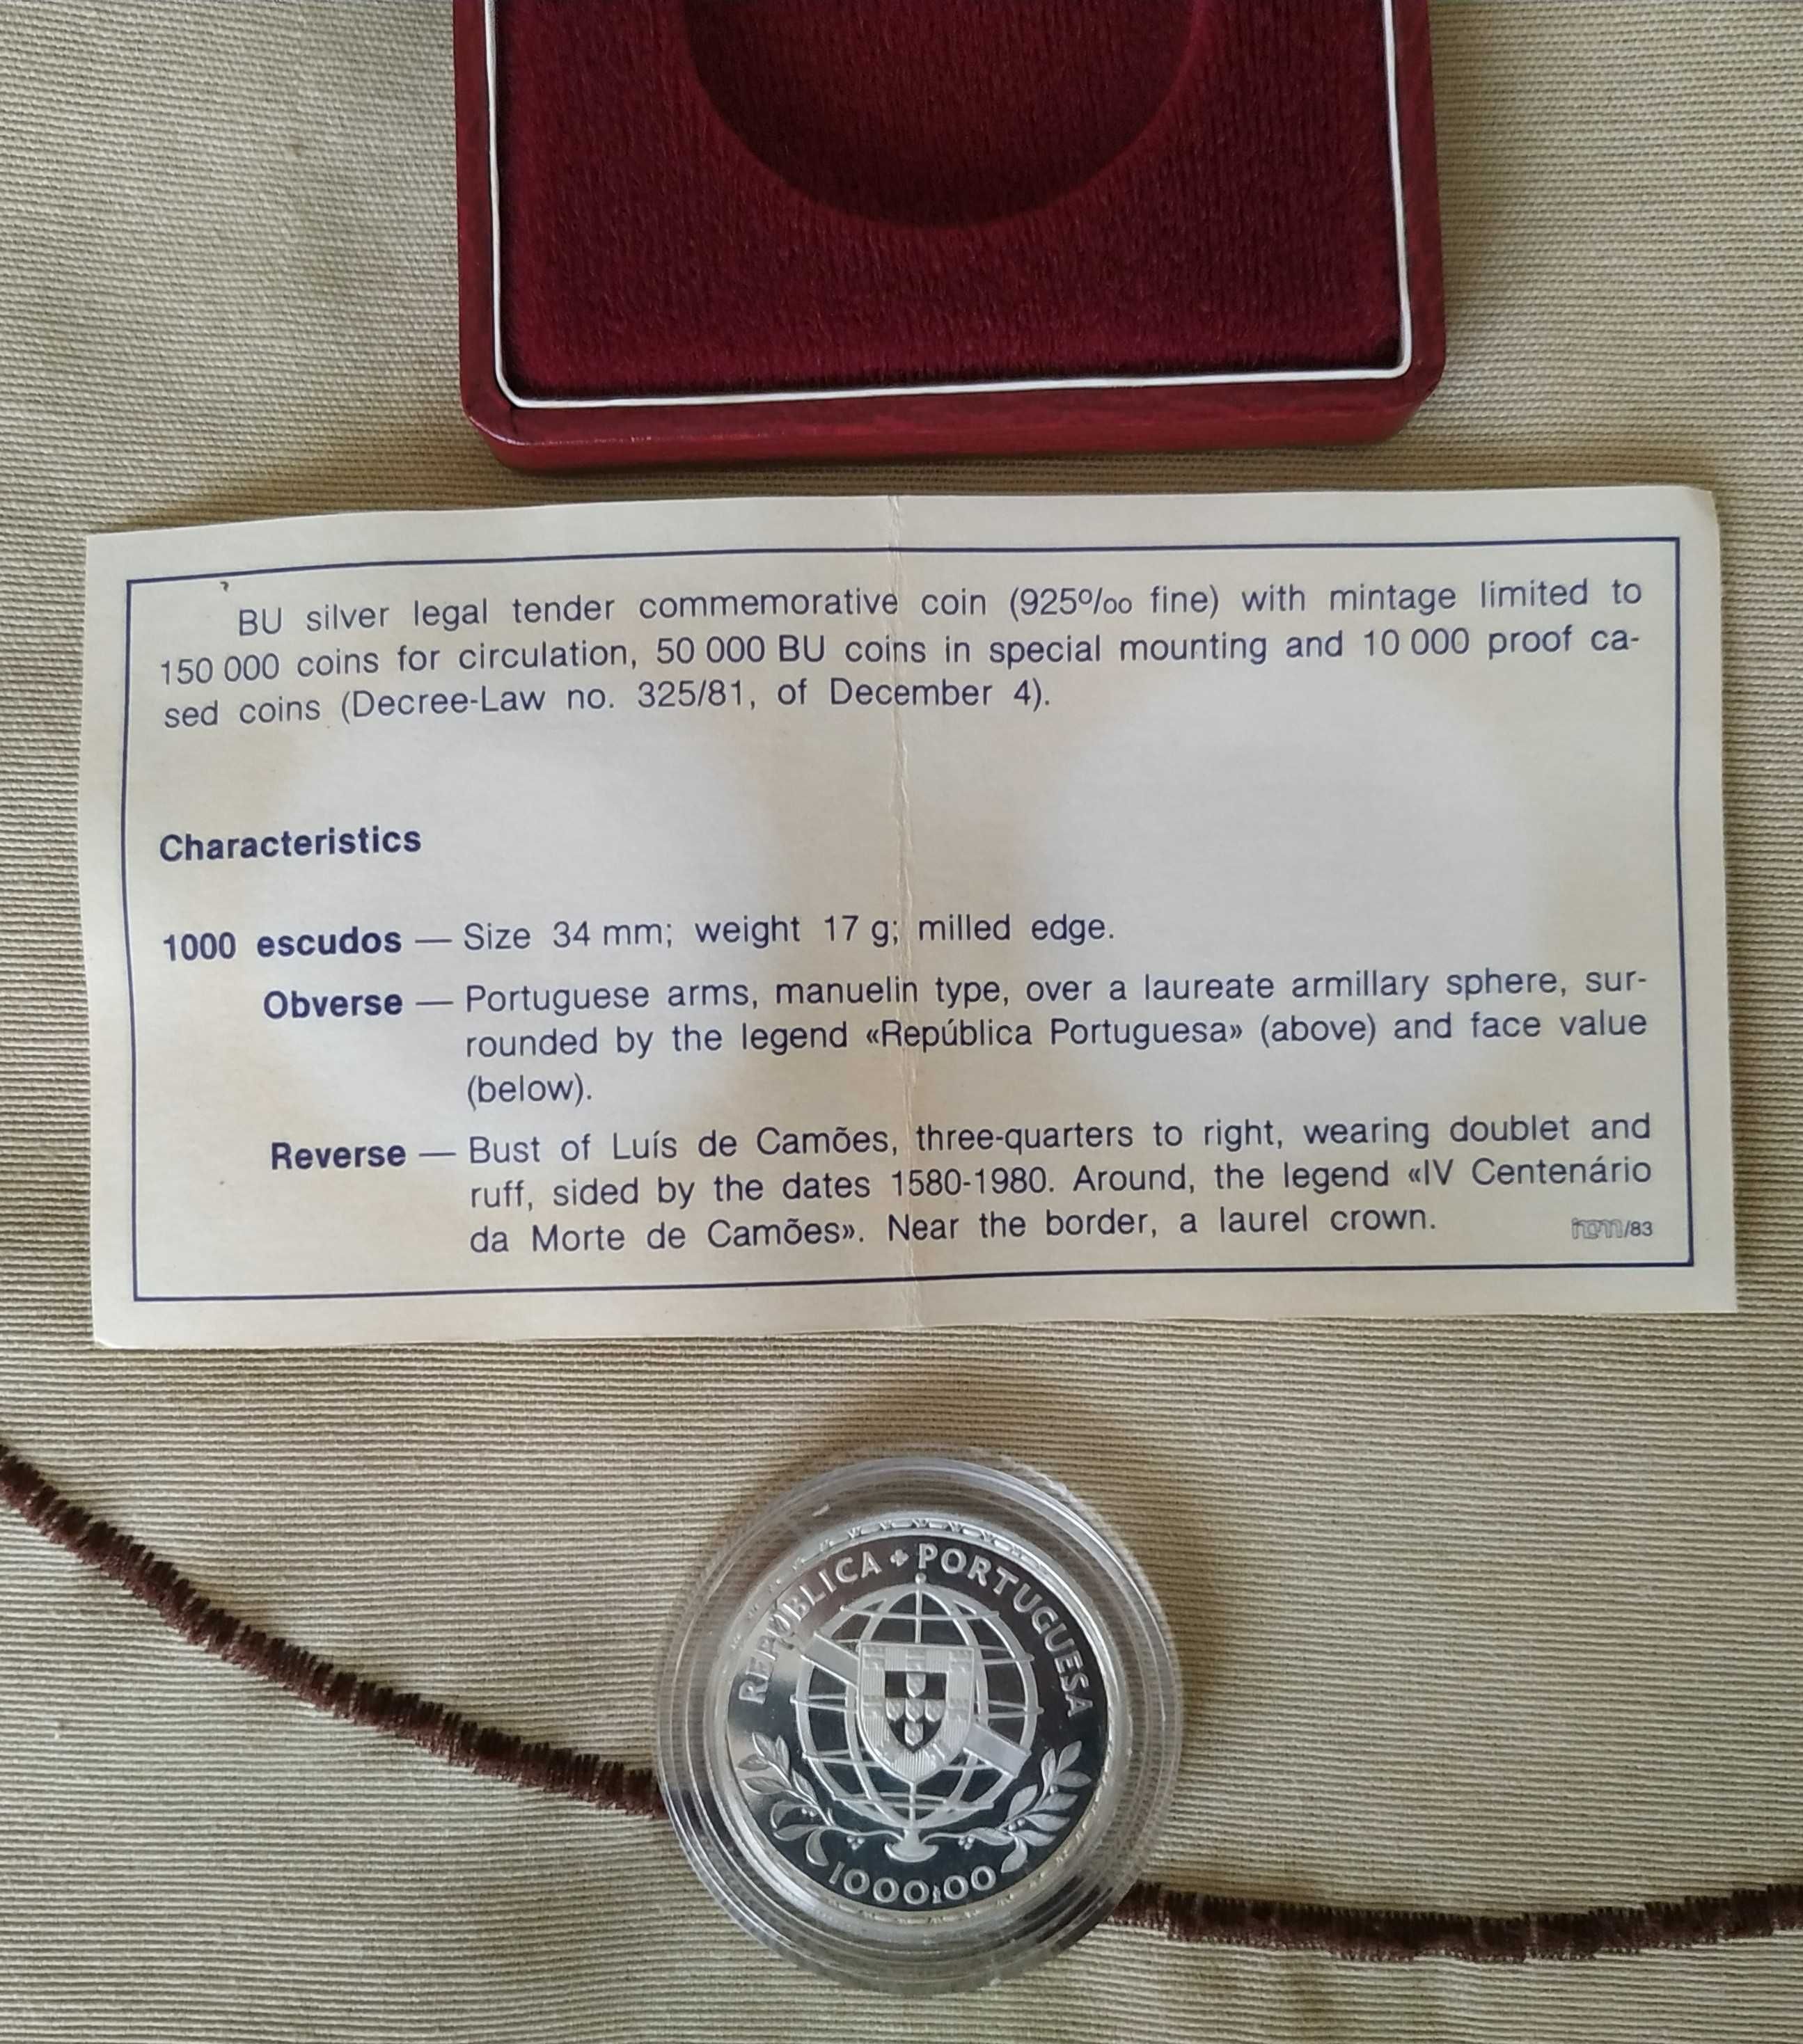 BU silver legal tender commemorative coin (925‰ fine) with mintage limited to
150 000 coins for circulation, 50 000 BU coins in special mounting and 10 000 proof ca-
sed coins (Decree-Law no. 325/81, of December 4).
Characteristics
1000 escudos — Size 34 mm; weight 17 g; milled edge.
Obverse — Portuguese arms, manuelin type, over a laureate armillary sphere, sur-
rounded by the legend «República Portuguesa» (above) and face value
(below).
Reverse — Bust of Luís de Camões, three-quarters to right, wearing doublet and
ruff, sided by the dates 1580-1980. Around, the legend «IV Centenário
da Morte de Camões». Near the border, a laurel crown.
incm/83
REPÚBLICA PORTUGUESA
1000$00